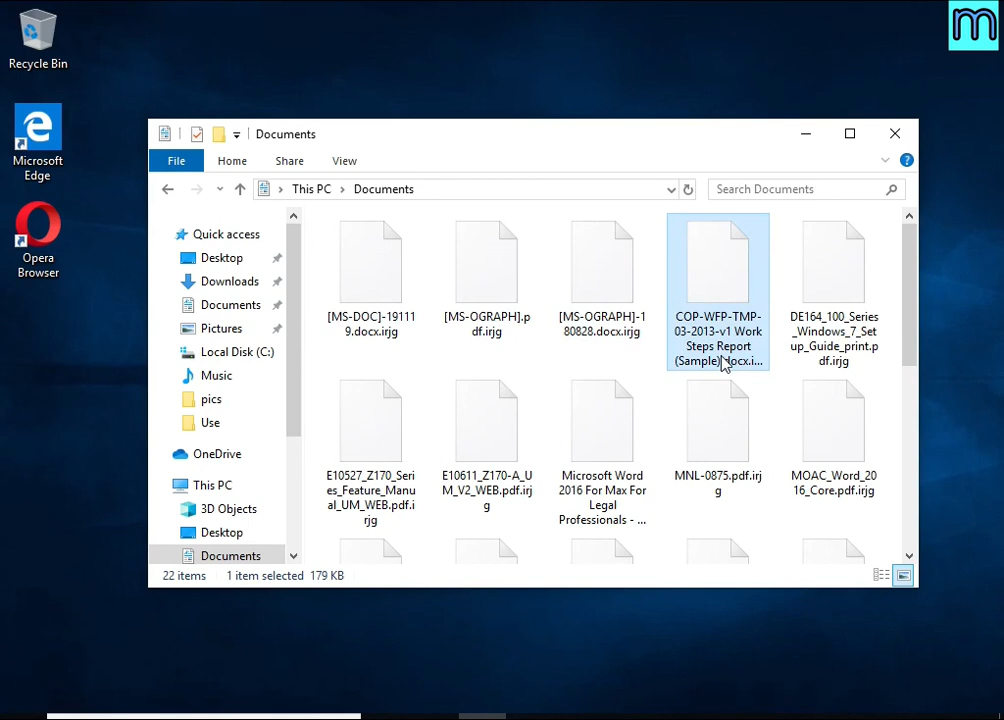 m
Recycle Bin
Microsoft
Edge
Opera
Browser
Documents
File Home Share View
This PC > Documents
Search Documents
Quick access
Desktop
Downloads
Documents
Pictures
Local Disk (C:)
Music
pics
Use
OneDrive
This PC
3D Objects
Desktop
Documents
[MS-DOC]-19111
9.docx.irjg
[MS-OGRAPH].p
df.irjg
[MS-OGRAPH]-1
80828.docx.irjg
COP-WFP-TMP-
03-2013-v1 Work
Steps Report
(Sample).docx.i...
DE164_100_Series
_Windows_7_Set
up_Guide_print.p
df.irjg
E10527_Z170_Seri
es_Feature_Manu
al_UM_WEB.pdf.i
rjg
E10611_Z170-A_U
M_V2_WEB.pdf.irj
g
Microsoft Word
2016 For Max For
Legal
Professionals - ...
MNL-0875.pdf.irj
g
MOAC_Word_20
16_Core.pdf.irjg
22 items 1 item selected 179 KB